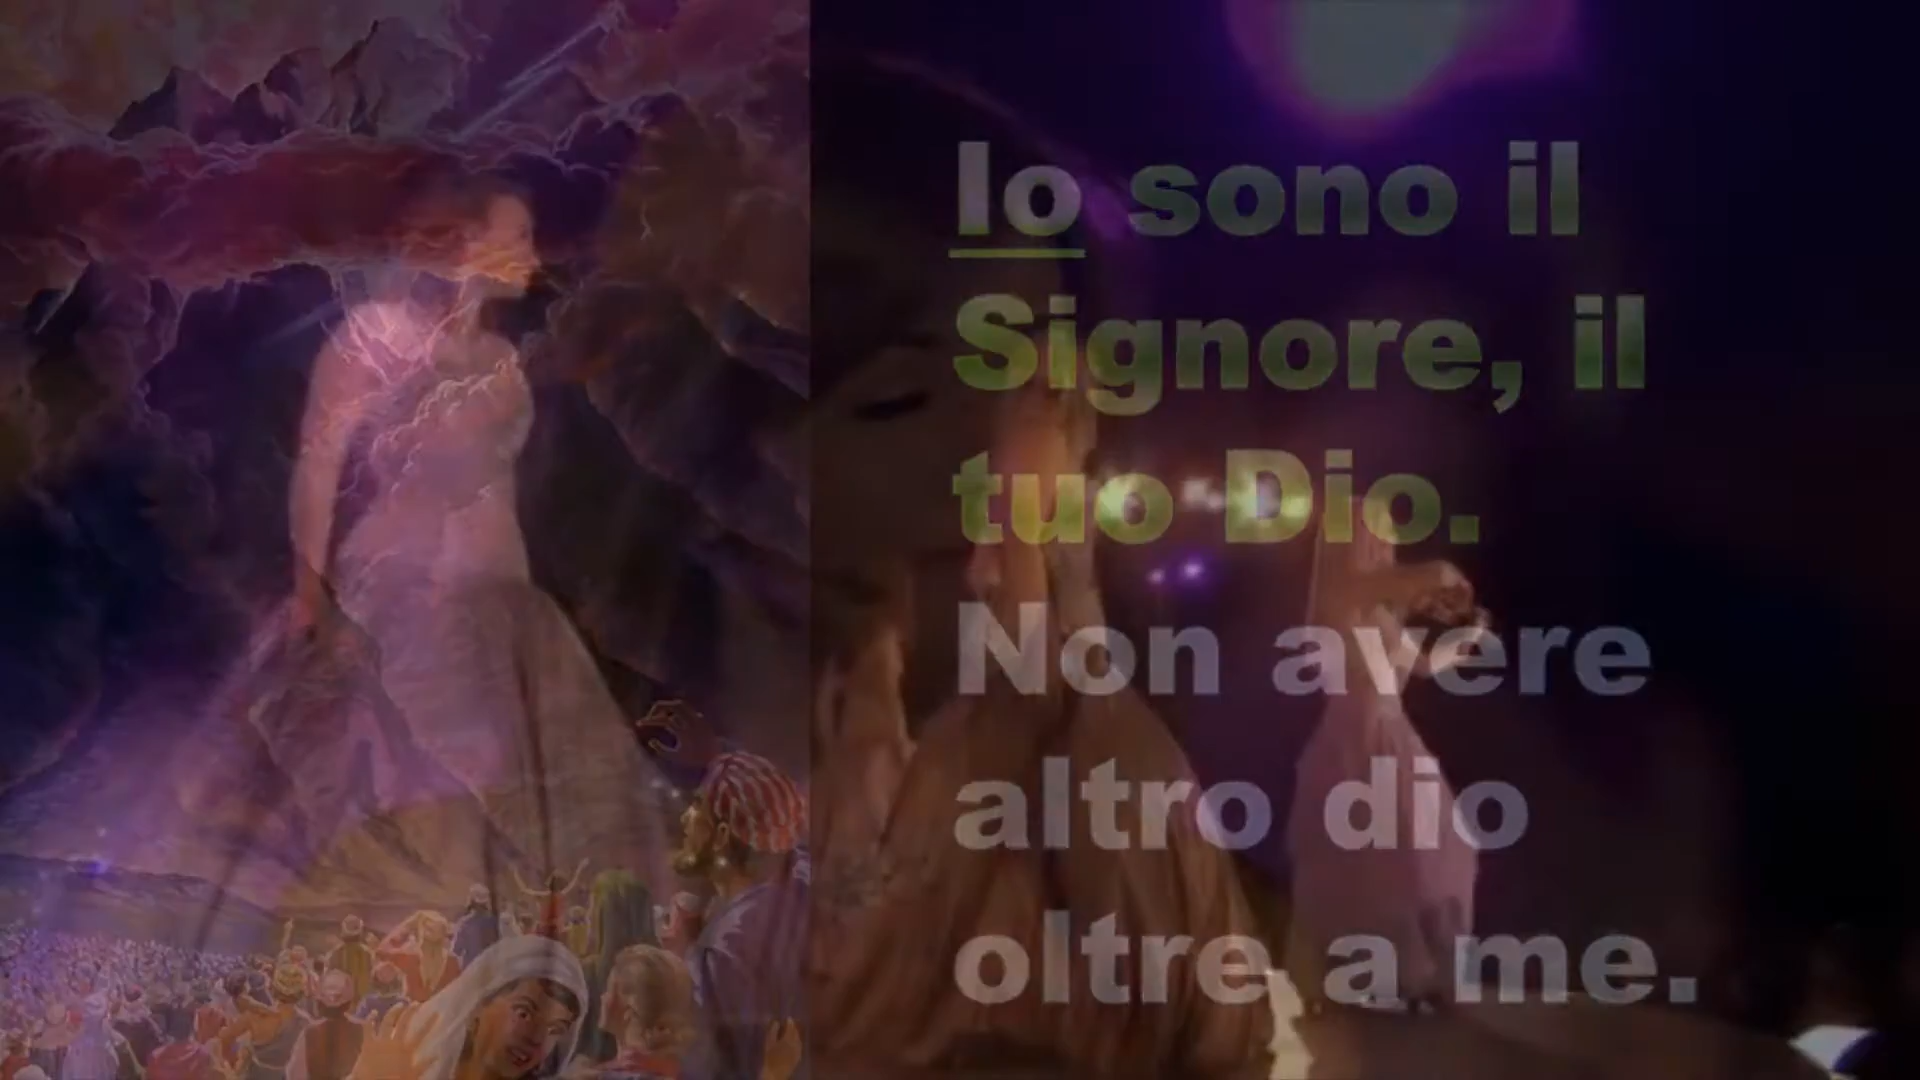 Io sono il
Signore, il
tuo Dio.
Non avere
altro dio
oltre a me.